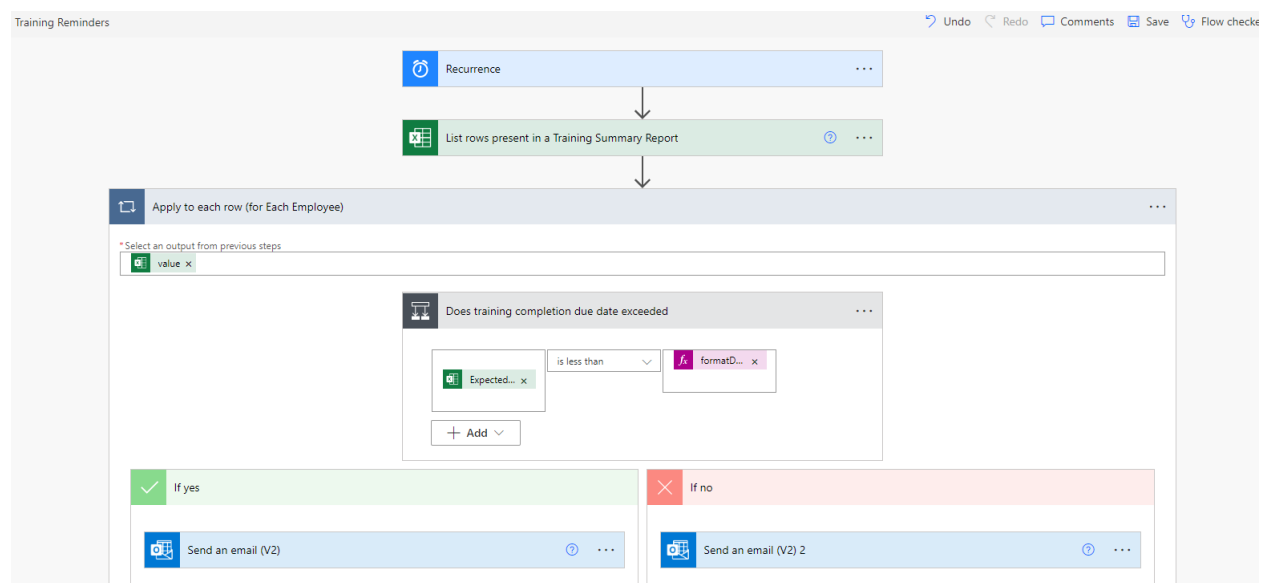 Training Reminders
Undo
Redo
Comments
Save
Flow checke
Recurrence
List rows present in a Training Summary Report
Apply to each row (for Each Employee)
* Select an output from previous steps
value
Does training completion due date exceeded
Expected...
is less than
fx formatD...
+ Add
If yes
If no
Send an email (V2)
Send an email (V2) 2